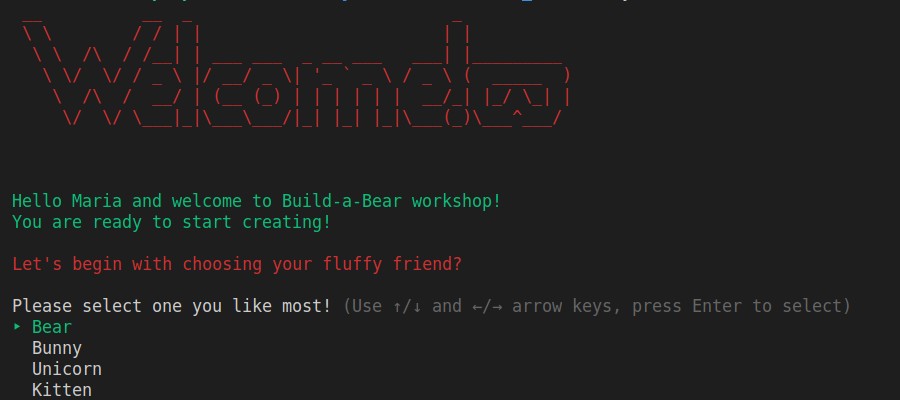 Welcome!
Hello Maria and welcome to Build-a-Bear workshop!
You are ready to start creating!
Let's begin with choosing your fluffy friend?
Please select one you like most! (Use ↑/↓ and ←/→ arrow keys, press Enter to select)
‣ Bear
Bunny
Unicorn
Kitten